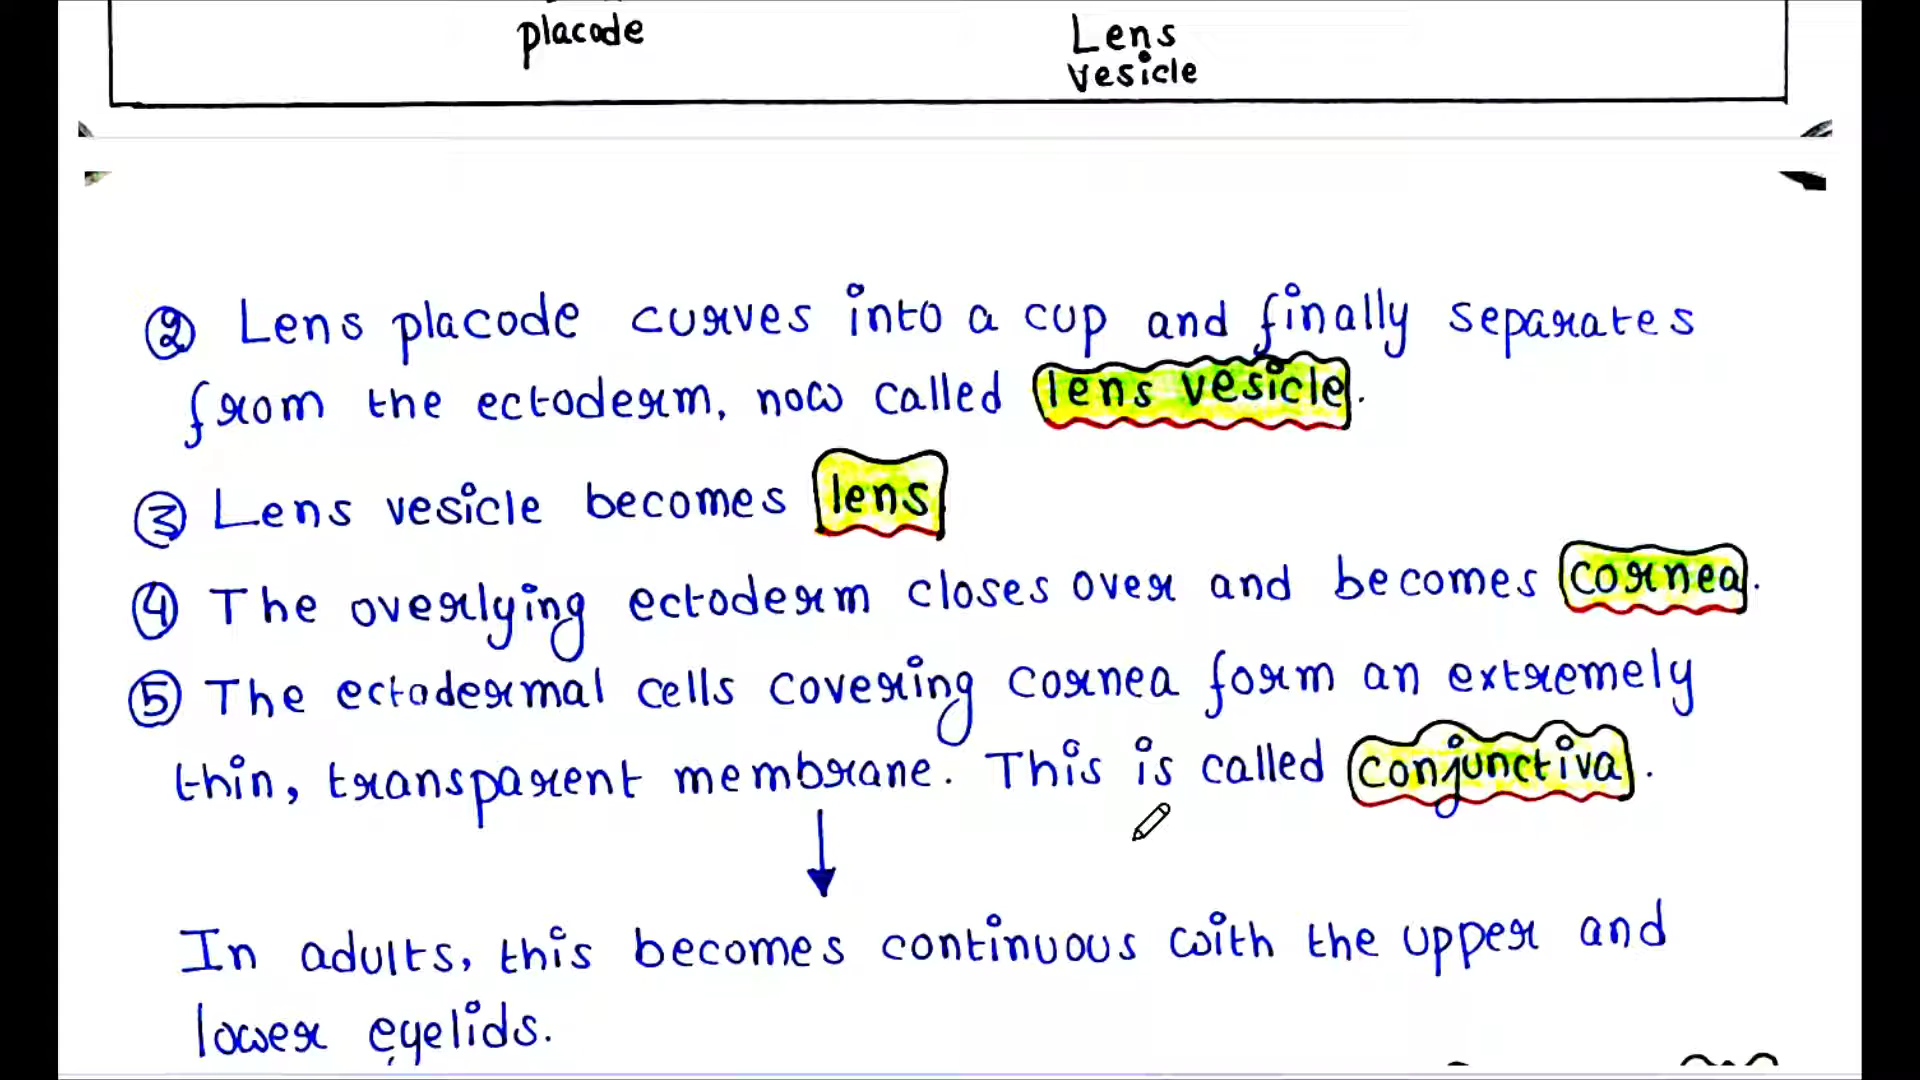 placode
Lens
vesicle
② Lens placode curves into a cup and finally separates
from the ectoderm, now called lens vesicle.
③ Lens vesicle becomes lens
④ The overlying ectoderm closes over and becomes cornea.
⑤ The ectodermal cells covering cornea form an extremely
thin, transparent membrane. This is called conjunctiva.
In adults, this becomes continuous with the upper and
lower eyelids.